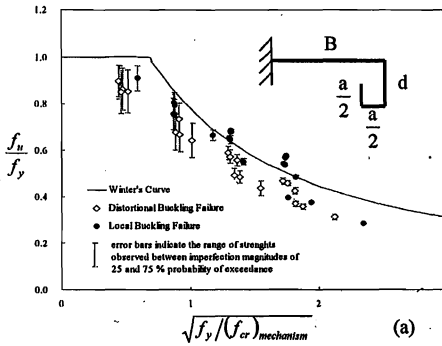 1.2
1.0
0.8
0.6
0.4
0.2
0.0
f_u
f_y
B
d
a
2
a
2
Winter's Curve
Distortional Buckling Failure
Local Buckling Failure
error bars indicate the range of strenghts
observed between imperfection magnitudes of
25 and 75 % probability of exceedance
0
1
2
√f_y/(f_cr)_mechanism
(a)